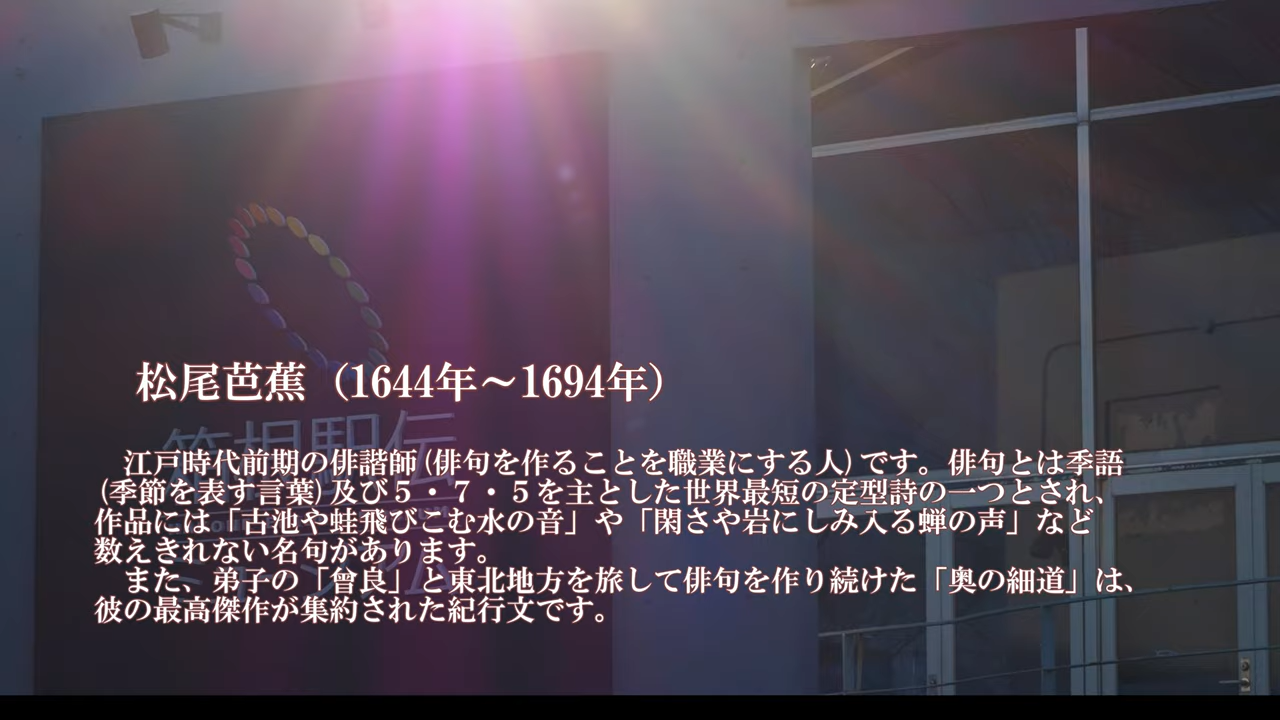 松尾芭蕉（1644年～1694年）
箱根駅伝
江戸時代前期の俳諧師(俳句を作ることを職業にする人)です。俳句とは季語
(季節を表す言葉)及び５・７・５を主とした世界最短の定型詩の一つとされ、
作品には「古池や蛙飛びこむ水の音」や「閑さや岩にしみ入る蝉の声」など
数えきれない名句があります。
また、弟子の「曾良」と東北地方を旅して俳句を作り続けた「奥の細道」は、
彼の最高傑作が集約された紀行文です。